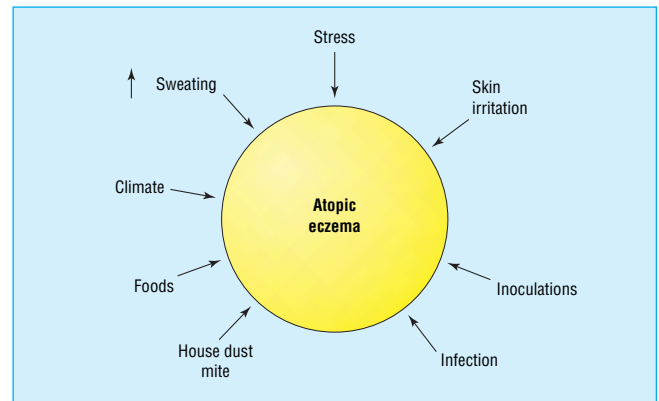 Stress
↑ Sweating
Skin
irritation
Climate
Atopic
eczema
Foods
Inoculations
House dust
mite
Infection